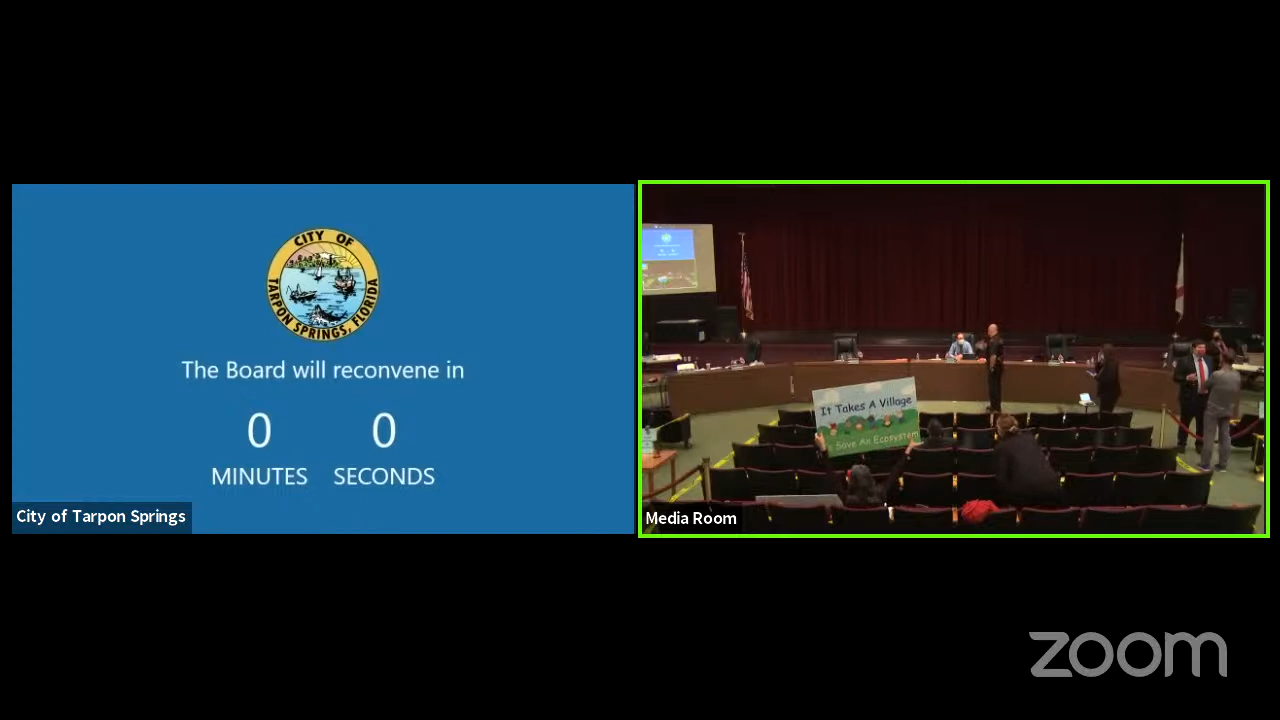 CITY OF
TARPON SPRINGS, FLORIDA
The Board will reconvene in
0 0
MINUTES SECONDS
City of Tarpon Springs
It Takes A Village
Save An Ecosystem
Media Room
zoom